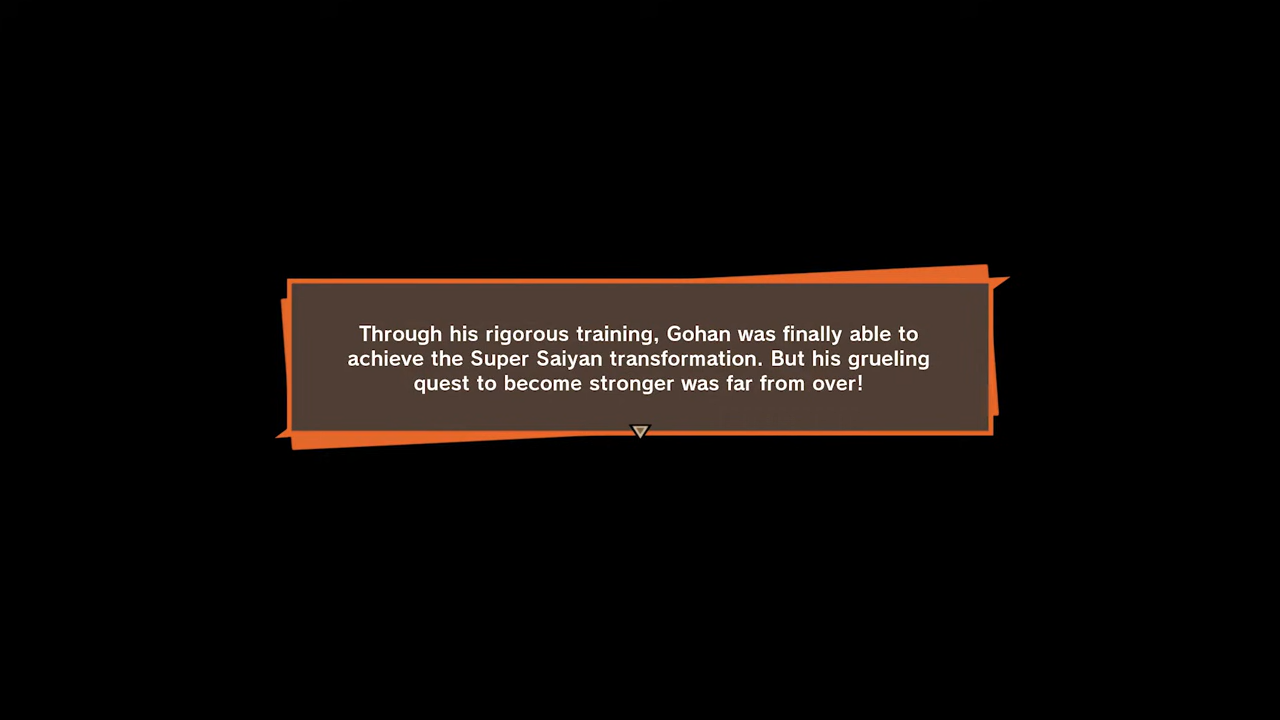 Through his rigorous training, Gohan was finally able to
achieve the Super Saiyan transformation. But his grueling
quest to become stronger was far from over!